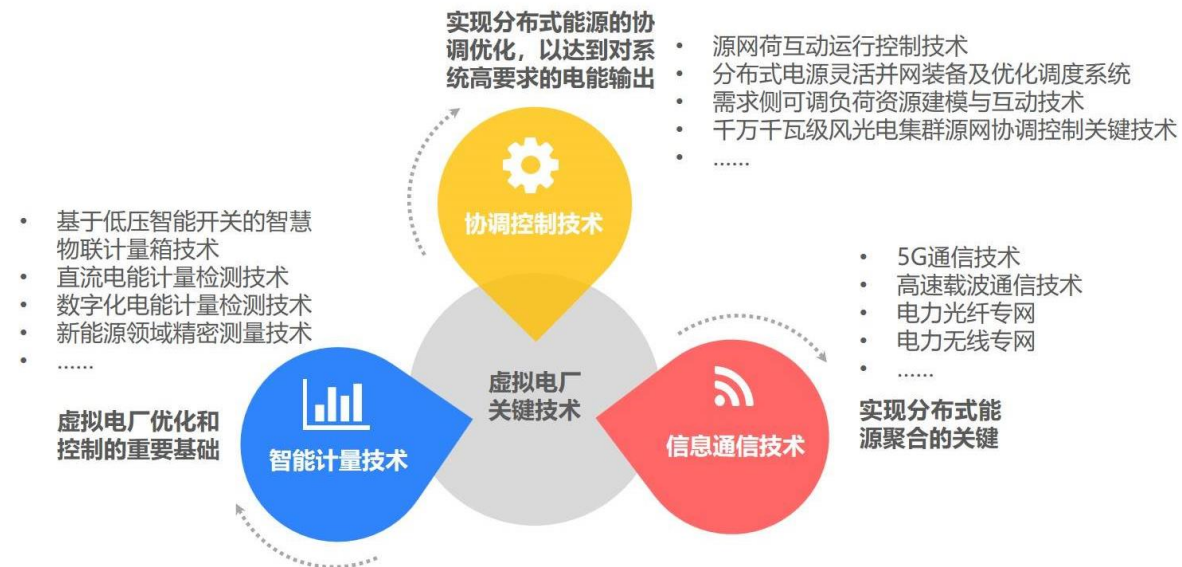 实现分布式能源的协
调优化，以达到对系
统高要求的电能输出
• 源网荷互动运行控制技术
• 分布式电源灵活并网装备及优化调度系统
• 需求侧可调负荷资源建模与互动技术
• 千万千瓦级风光电集群源网协调控制关键技术
• ......
协调控制技术
• 基于低压智能开关的智慧
物联计量箱技术
• 直流电能计量检测技术
• 数字化电能计量检测技术
• 新能源领域精密测量技术
• ......
虚拟电厂优化和
控制的重要基础
智能计量技术
虚拟电厂
关键技术
信息通信技术
• 5G通信技术
• 高速载波通信技术
• 电力光纤专网
• 电力无线专网
• ......
实现分布式能
源聚合的关键